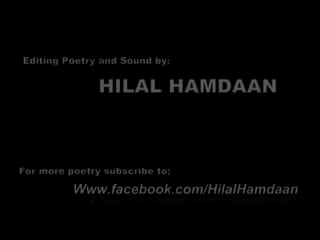 Editing Poetry and Sound by:
HILAL HAMDAAN
For more poetry subscribe to;
Www.facebook.com/HilalHamdaan